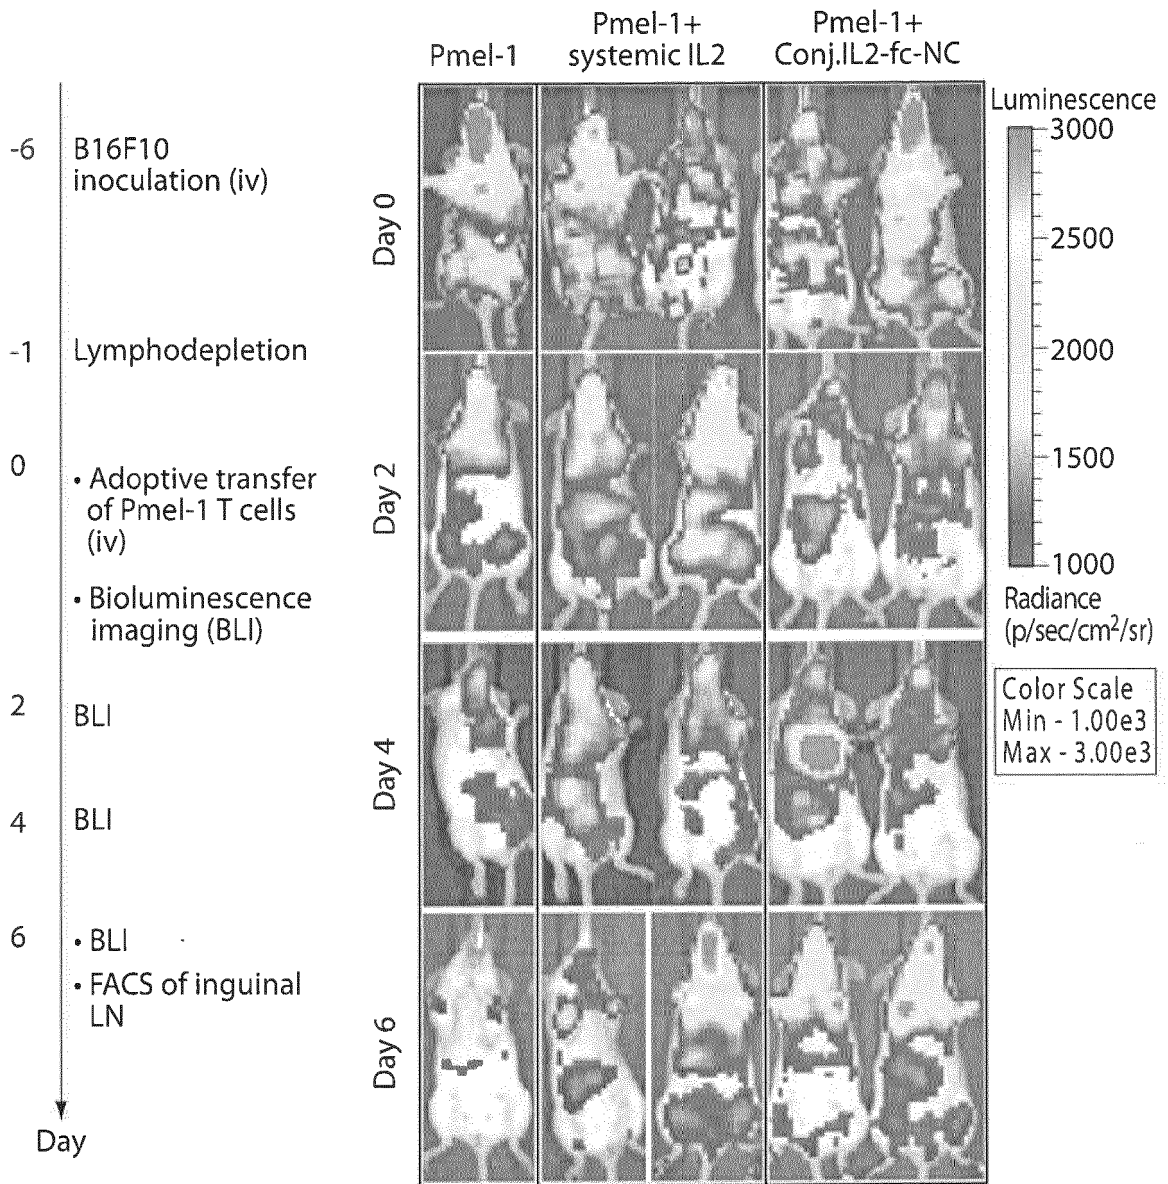 Pmel-1
Pmel-1+
systemic IL2
Pmel-1+
Conj.IL2-fc-NC
-6
B16F10
inoculation (iv)
-1
Lymphodepletion
0
• Adoptive transfer
of Pmel-1 T cells
(iv)
• Bioluminescence
imaging (BLI)
2
BLI
4
BLI
6
• BLI
• FACS of inguinal
LN
Day
Day 0
Day 2
Day 4
Day 6
Luminescence
3000
2500
2000
1500
1000
Radiance
(p/sec/cm²/sr)
Color Scale
Min - 1.00e3
Max - 3.00e3